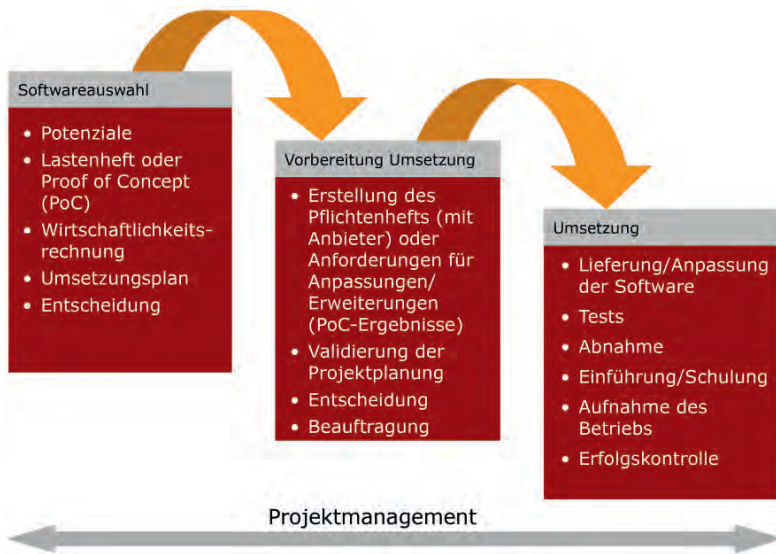 Softwareauswahl
• Potenziale
• Lastenheft oder
Proof of Concept
(PoC)
• Wirtschaftlichkeits-
rechnung
• Umsetzungsplan
• Entscheidung
Vorbereitung Umsetzung
• Erstellung des
Pflichtenhefts (mit
Anbieter) oder
Anforderungen für
Anpassungen/
Erweiterungen
(PoC-Ergebnisse)
• Validierung der
Projektplanung
• Entscheidung
• Beauftragung
Umsetzung
• Lieferung/Anpassung
der Software
• Tests
• Abnahme
• Einführung/Schulung
• Aufnahme des
Betriebs
• Erfolgskontrolle
Projektmanagement